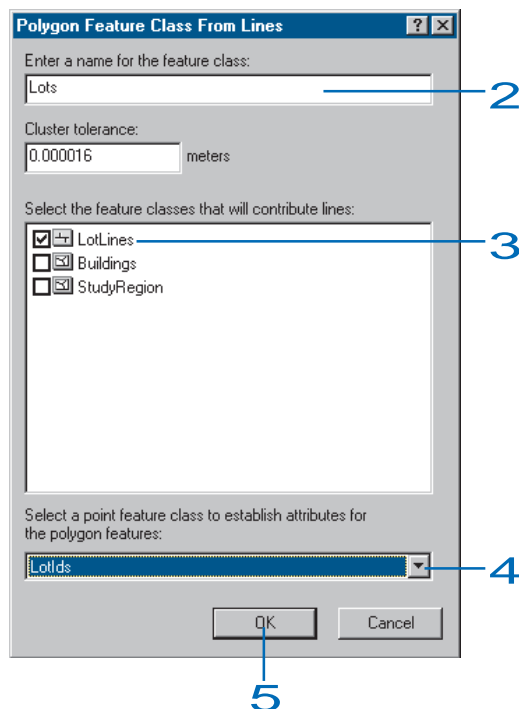 Polygon Feature Class From Lines
Enter a name for the feature class:
Lots
2
Cluster tolerance:
0.000016 meters
Select the feature classes that will contribute lines:
LotLines
3
Buildings
StudyRegion
Select a point feature class to establish attributes for
the polygon features:
LotIds
4
OK
Cancel
5